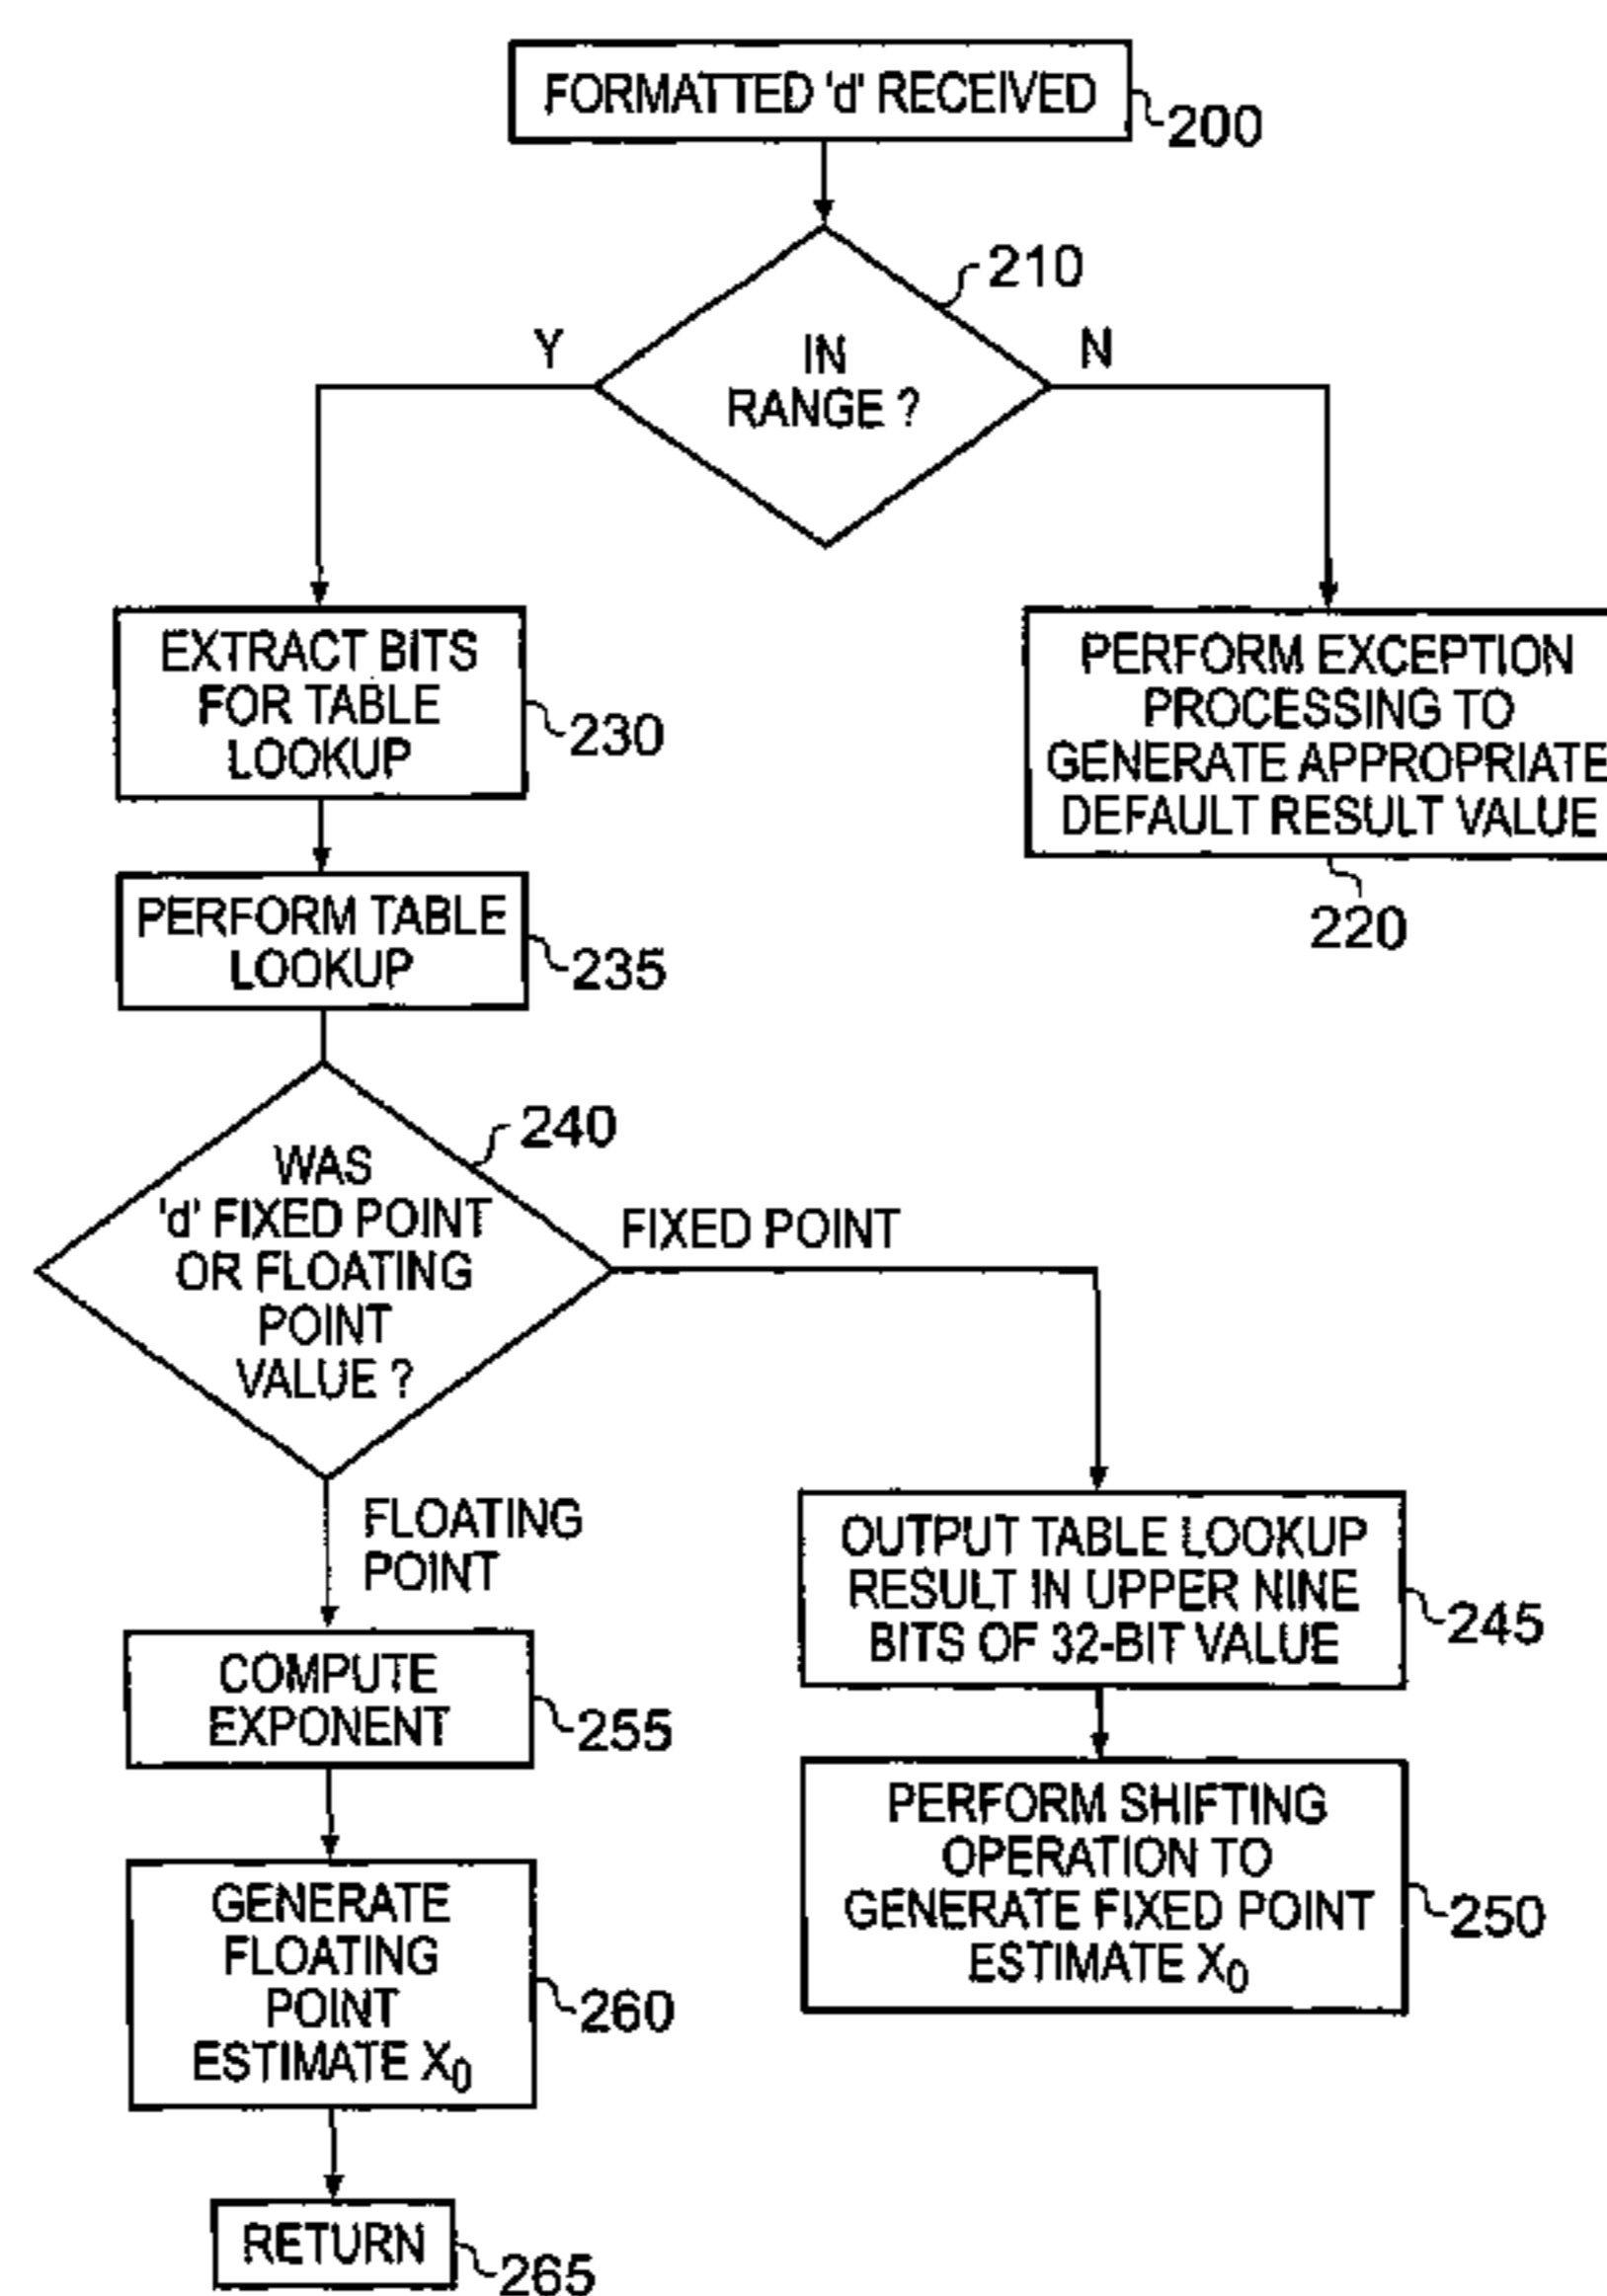 FORMATTED 'd' RECEIVED
200
210
IN
RANGE ?
Y
N
EXTRACT BITS
FOR TABLE
LOOKUP
230
PERFORM EXCEPTION
PROCESSING TO
GENERATE APPROPRIATE
DEFAULT RESULT VALUE
220
PERFORM TABLE
LOOKUP
235
240
WAS
'd' FIXED POINT
OR FLOATING
POINT
VALUE ?
FIXED POINT
FLOATING
POINT
OUTPUT TABLE LOOKUP
RESULT IN UPPER NINE
BITS OF 32-BIT VALUE
245
COMPUTE
EXPONENT
255
PERFORM SHIFTING
OPERATION TO
GENERATE FIXED POINT
ESTIMATE X₀
250
GENERATE
FLOATING
POINT
ESTIMATE X₀
260
RETURN
265